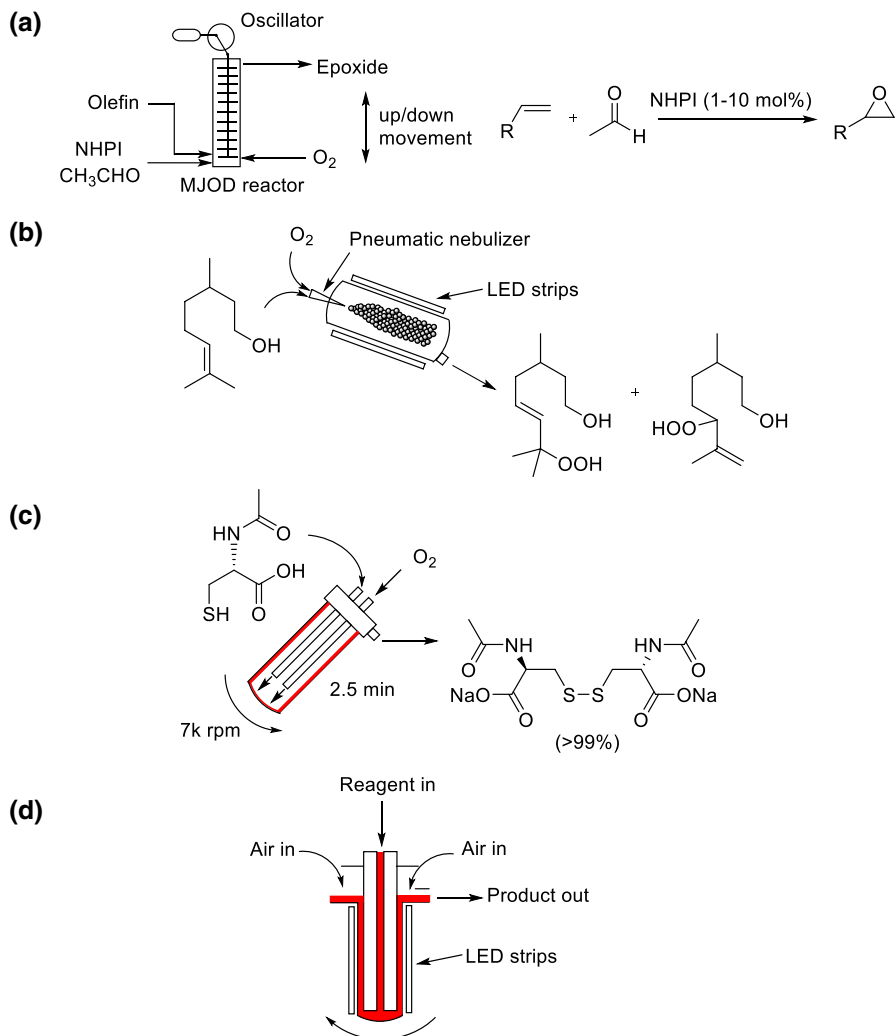 (a)
Oscillator
Epoxide
Olefin
up/down
movement
NHPI
CH3CHO
O2
MJOD reactor
R
+
O
H
NHPI (1-10 mol%)
O
R
(b)
O2
Pneumatic nebulizer
LED strips
OH
OH
OOH
+
HOO
OH
(c)
HN
O
OH
O
SH
O2
2.5 min
7k rpm
O
NH
NaO
O
S
S
HN
O
ONa
O
(>99%)
(d)
Reagent in
Air in
Air in
Product out
LED strips